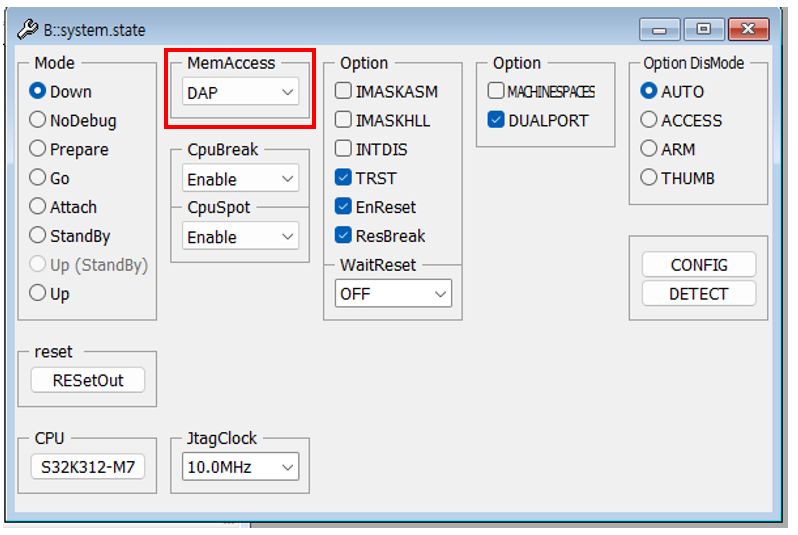 B::system.state
Mode
Down
NoDebug
Prepare
Go
Attach
StandBy
Up (StandBy)
Up
MemAccess
DAP
CpuBreak
Enable
CpuSpot
Enable
Option
IMASKASM
IMASKHLL
INTDIS
TRST
EnReset
ResBreak
WaitReset
OFF
Option
MACHINESPACES
DUALPORT
Option DisMode
AUTO
ACCESS
ARM
THUMB
CONFIG
DETECT
reset
RESetOut
CPU
S32K312-M7
JtagClock
10.0MHz